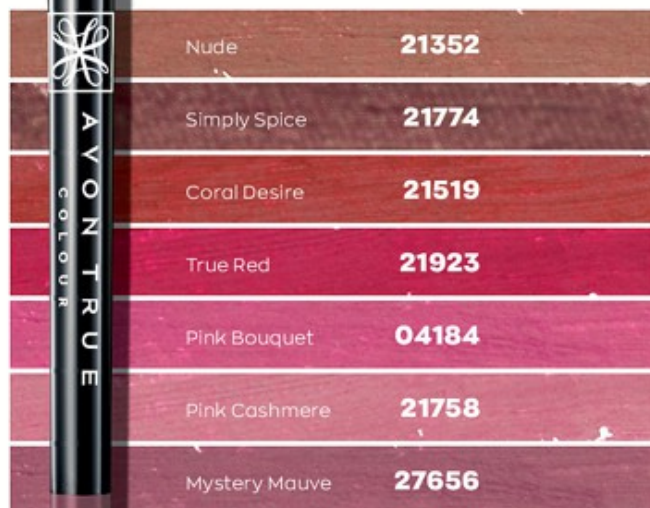 AVON TRUE
COLOUR
Nude 21352
Simply Spice 21774
Coral Desire 21519
True Red 21923
Pink Bouquet 04184
Pink Cashmere 21758
Mystery Mauve 27656